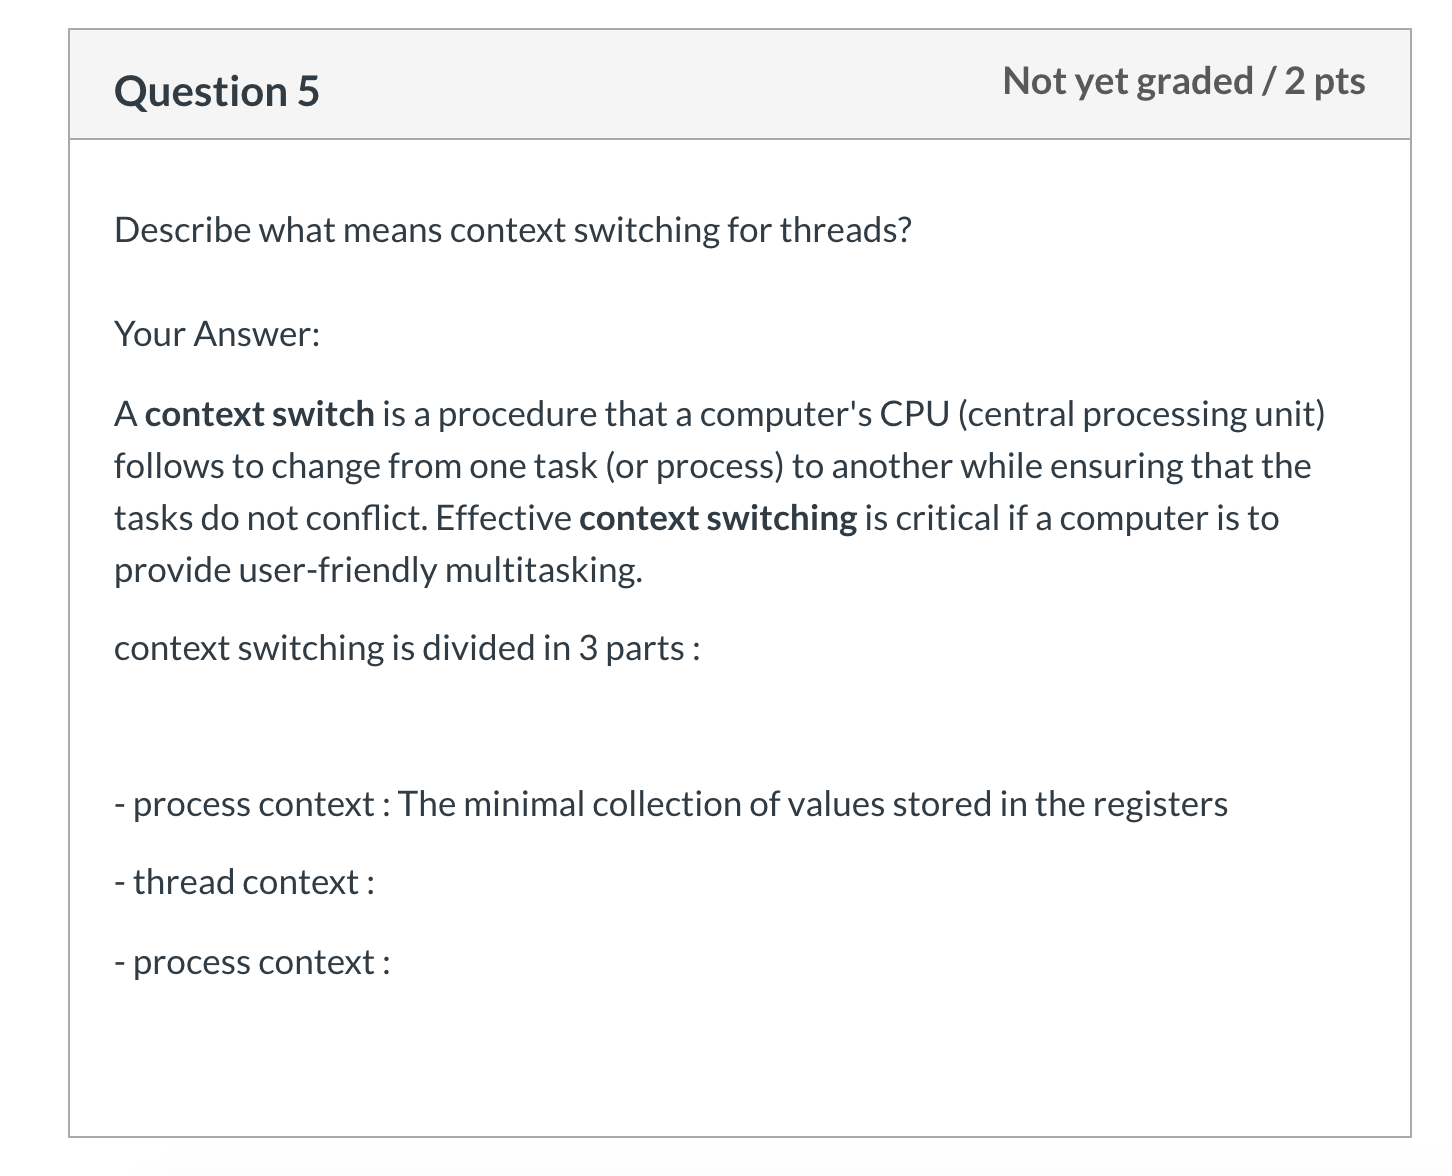 Question 5
Not yet graded / 2 pts
Describe what means context switching for threads?
Your Answer:
A context switch is a procedure that a computer's CPU (central processing unit)
follows to change from one task (or process) to another while ensuring that the
tasks do not conflict. Effective context switching is critical if a computer is to
provide user-friendly multitasking.
context switching is divided in 3 parts :
- process context : The minimal collection of values stored in the registers
- thread context :
- process context :